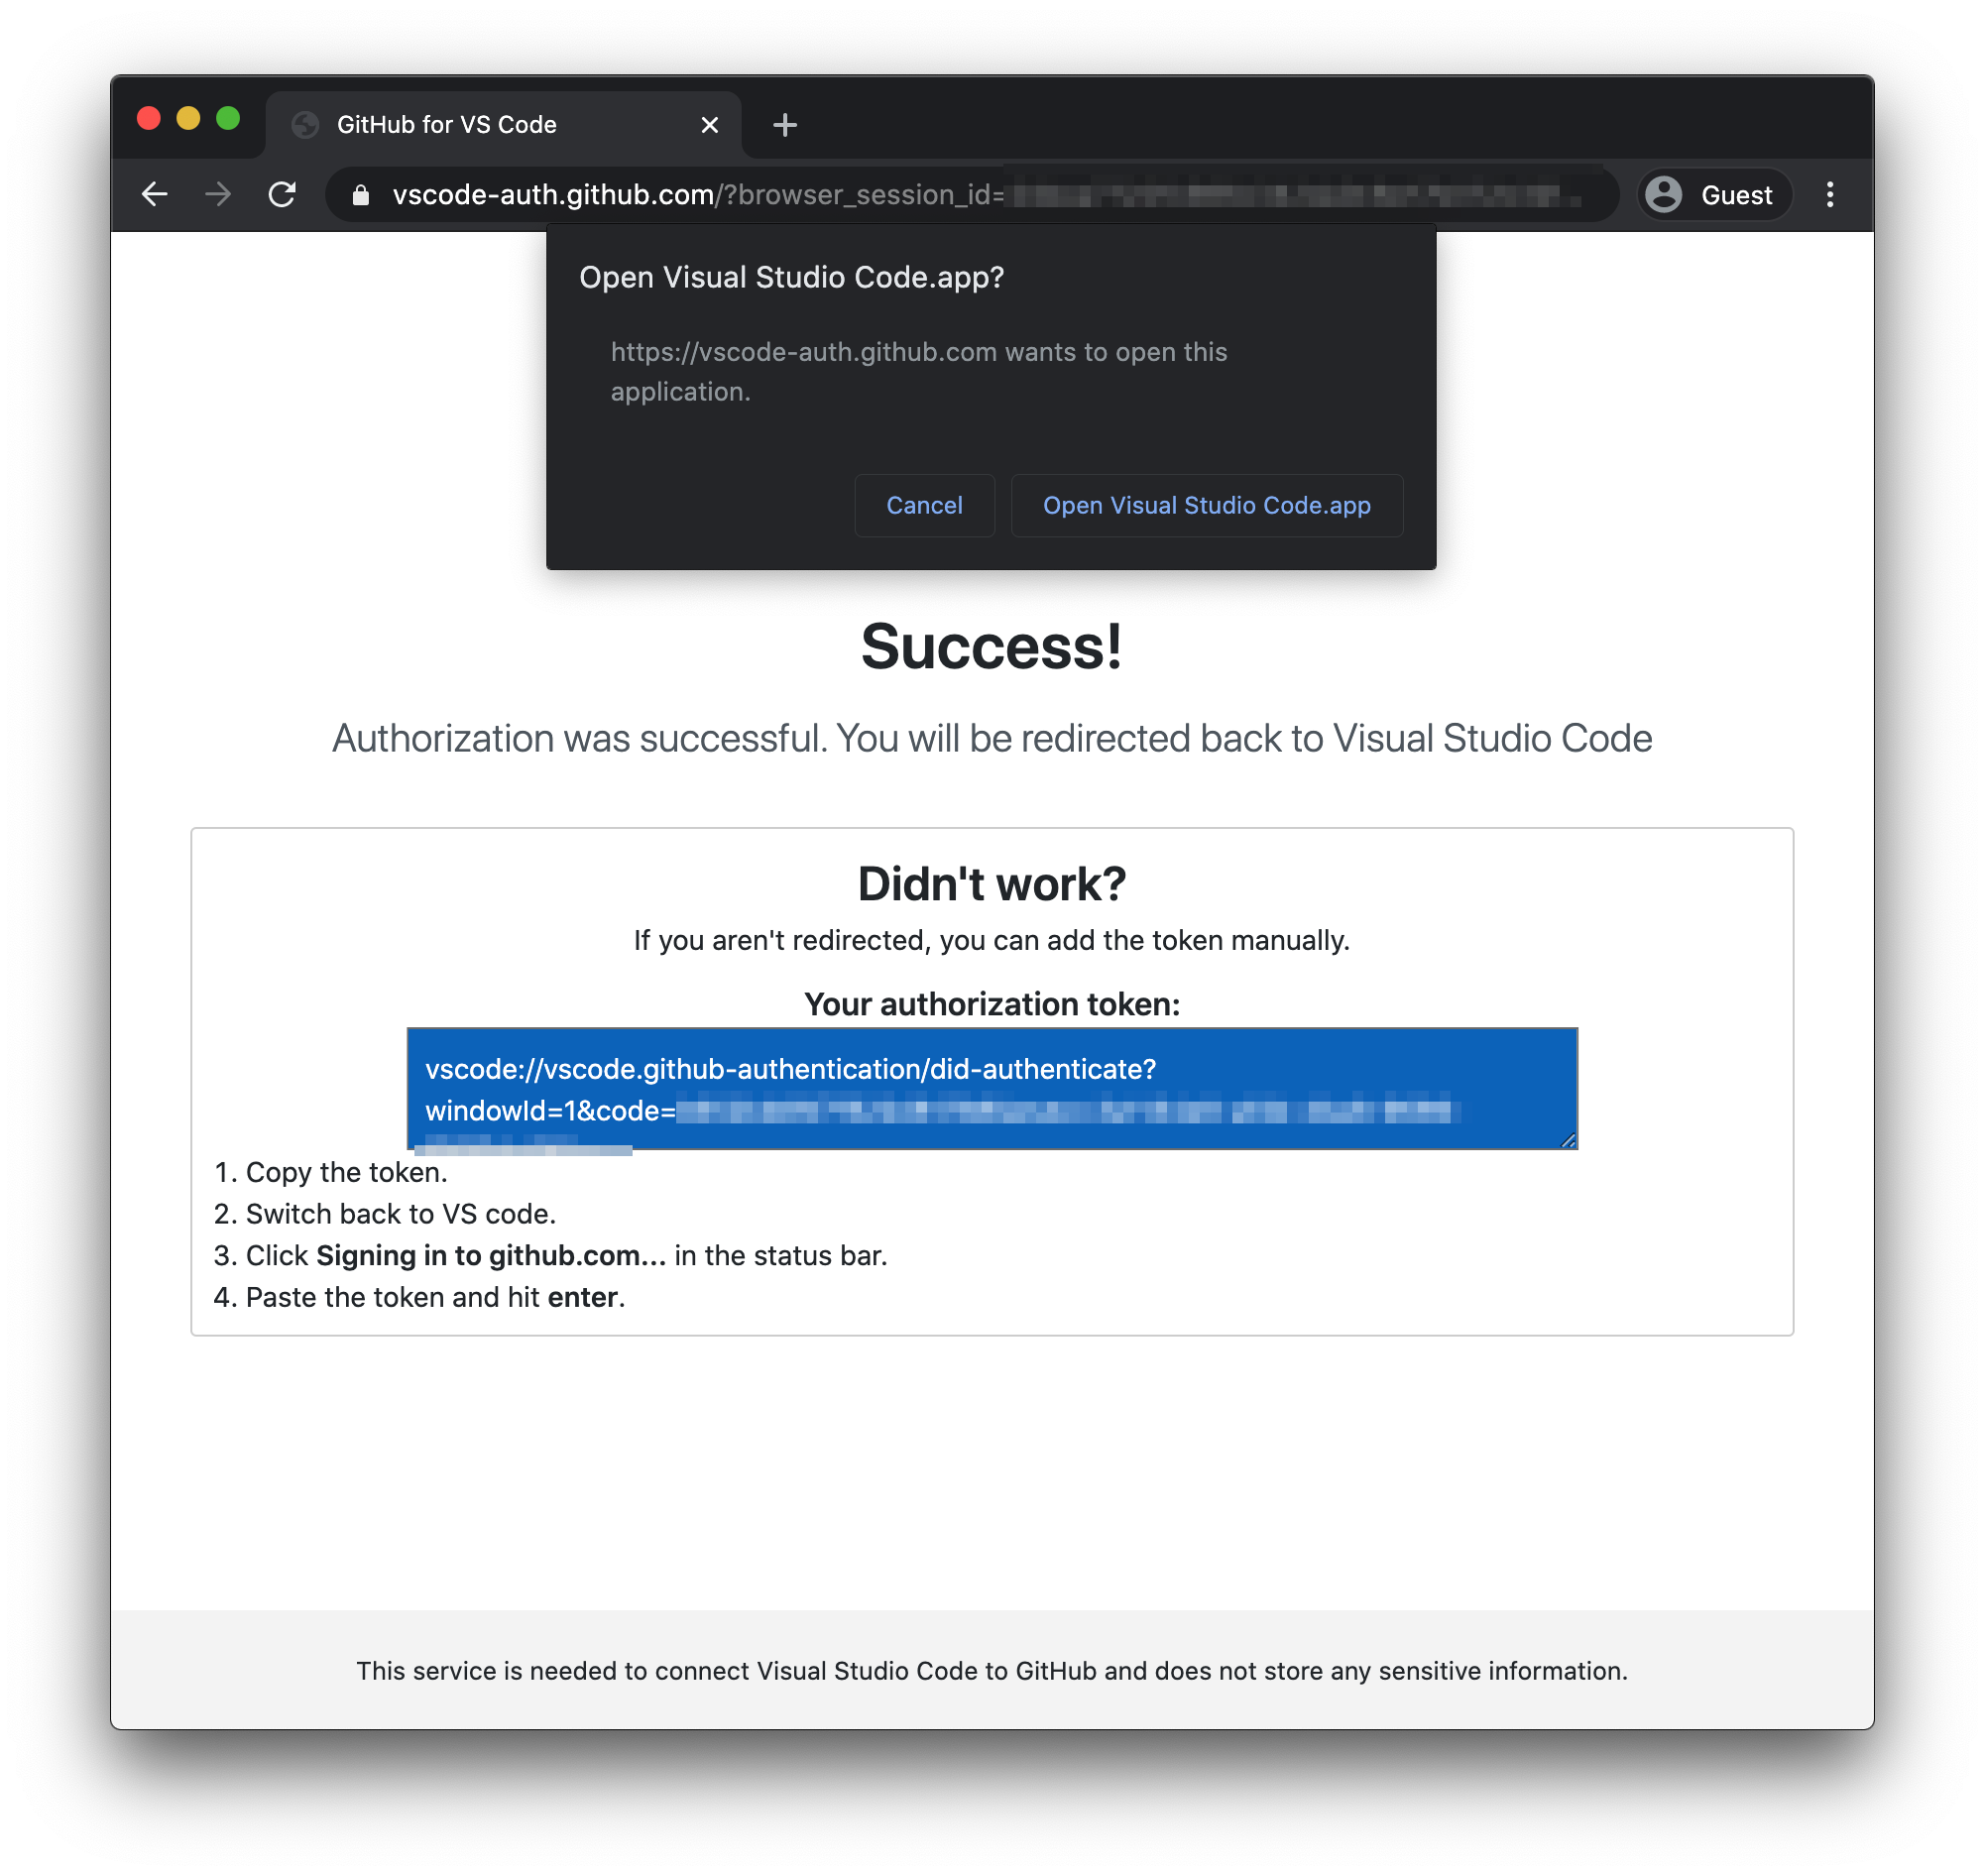 GitHub for VS Code
vscode-auth.github.com/?browser_session_id=
Guest
Open Visual Studio Code.app?
https://vscode-auth.github.com wants to open this
application.
Cancel
Open Visual Studio Code.app
Success!
Authorization was successful. You will be redirected back to Visual Studio Code
Didn't work?
If you aren't redirected, you can add the token manually.
Your authorization token:
vscode://vscode.github-authentication/did-authenticate?
windowId=1&code=
1. Copy the token.
2. Switch back to VS code.
3. Click Signing in to github.com... in the status bar.
4. Paste the token and hit enter.
This service is needed to connect Visual Studio Code to GitHub and does not store any sensitive information.